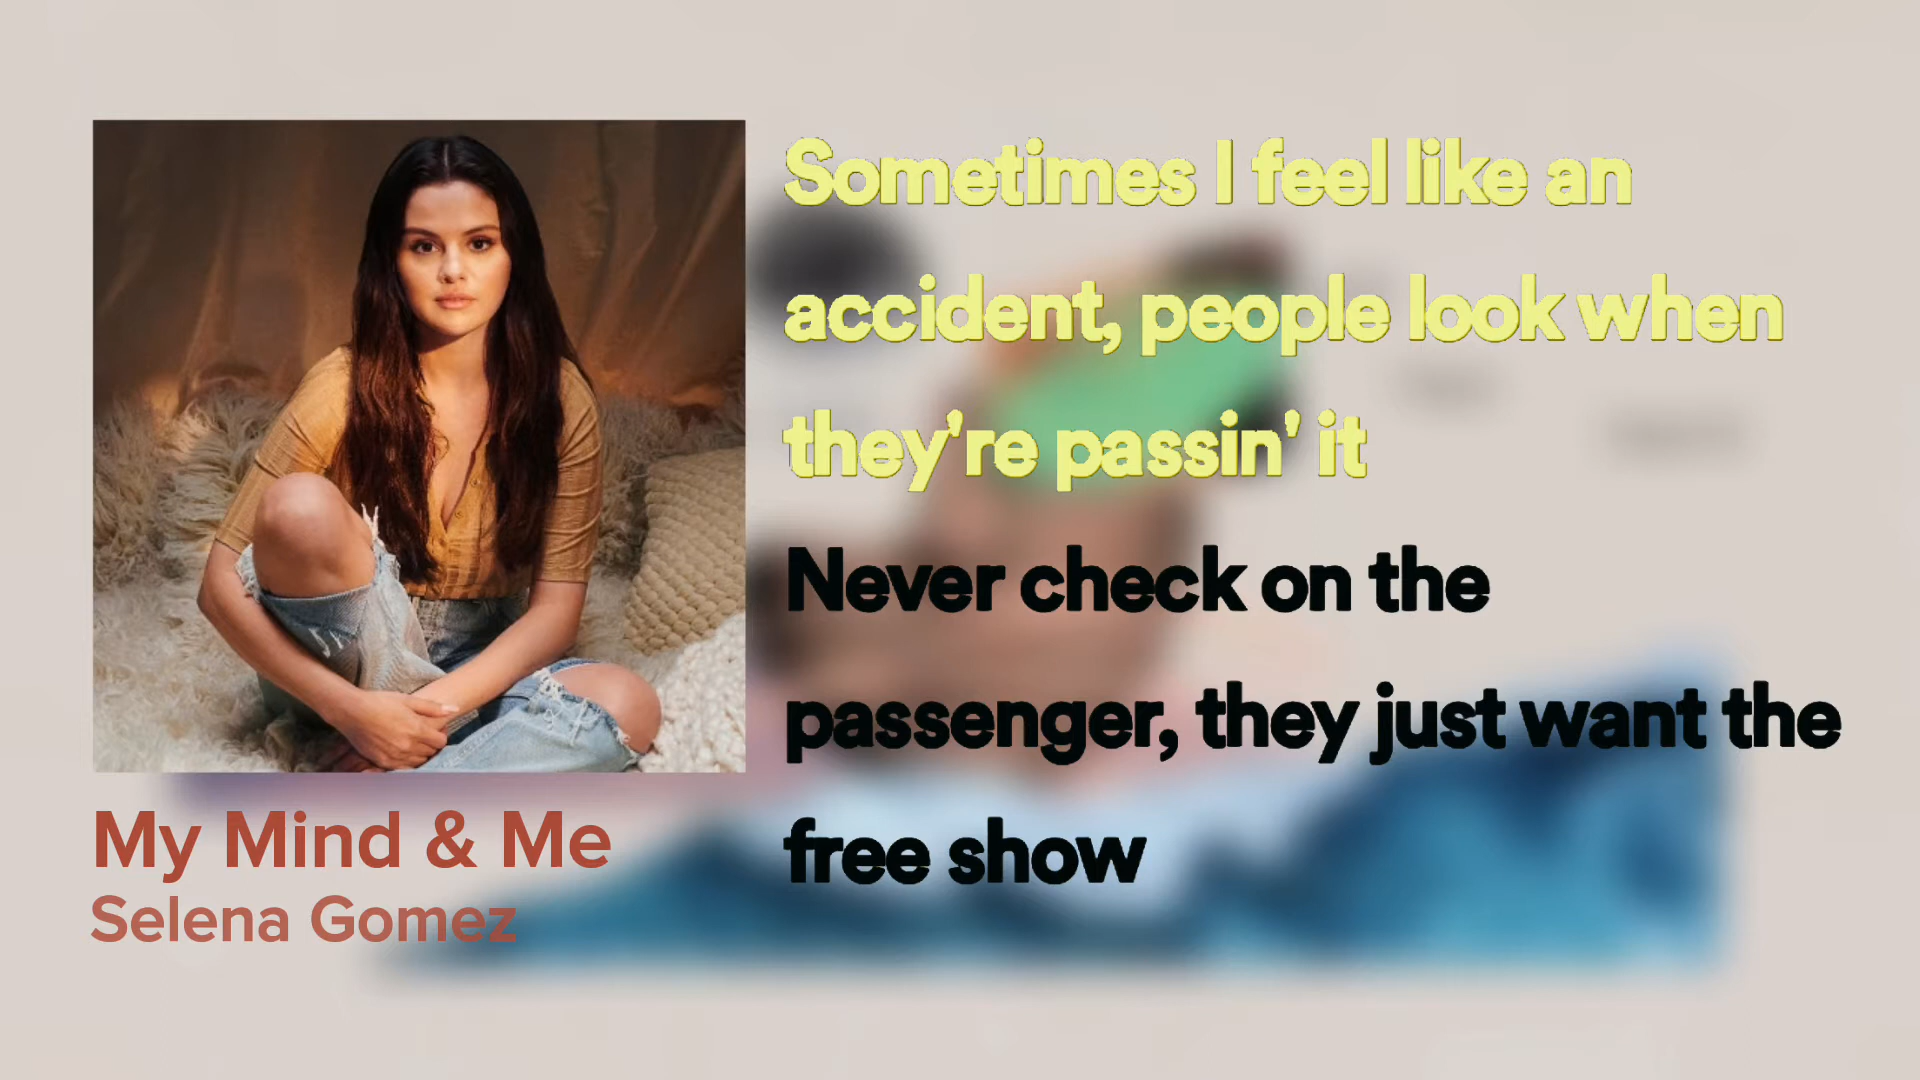 Sometimes I feel like an
accident, people look when
they're passin' it
Never check on the
passenger, they just want the
free show
My Mind & Me
Selena Gomez